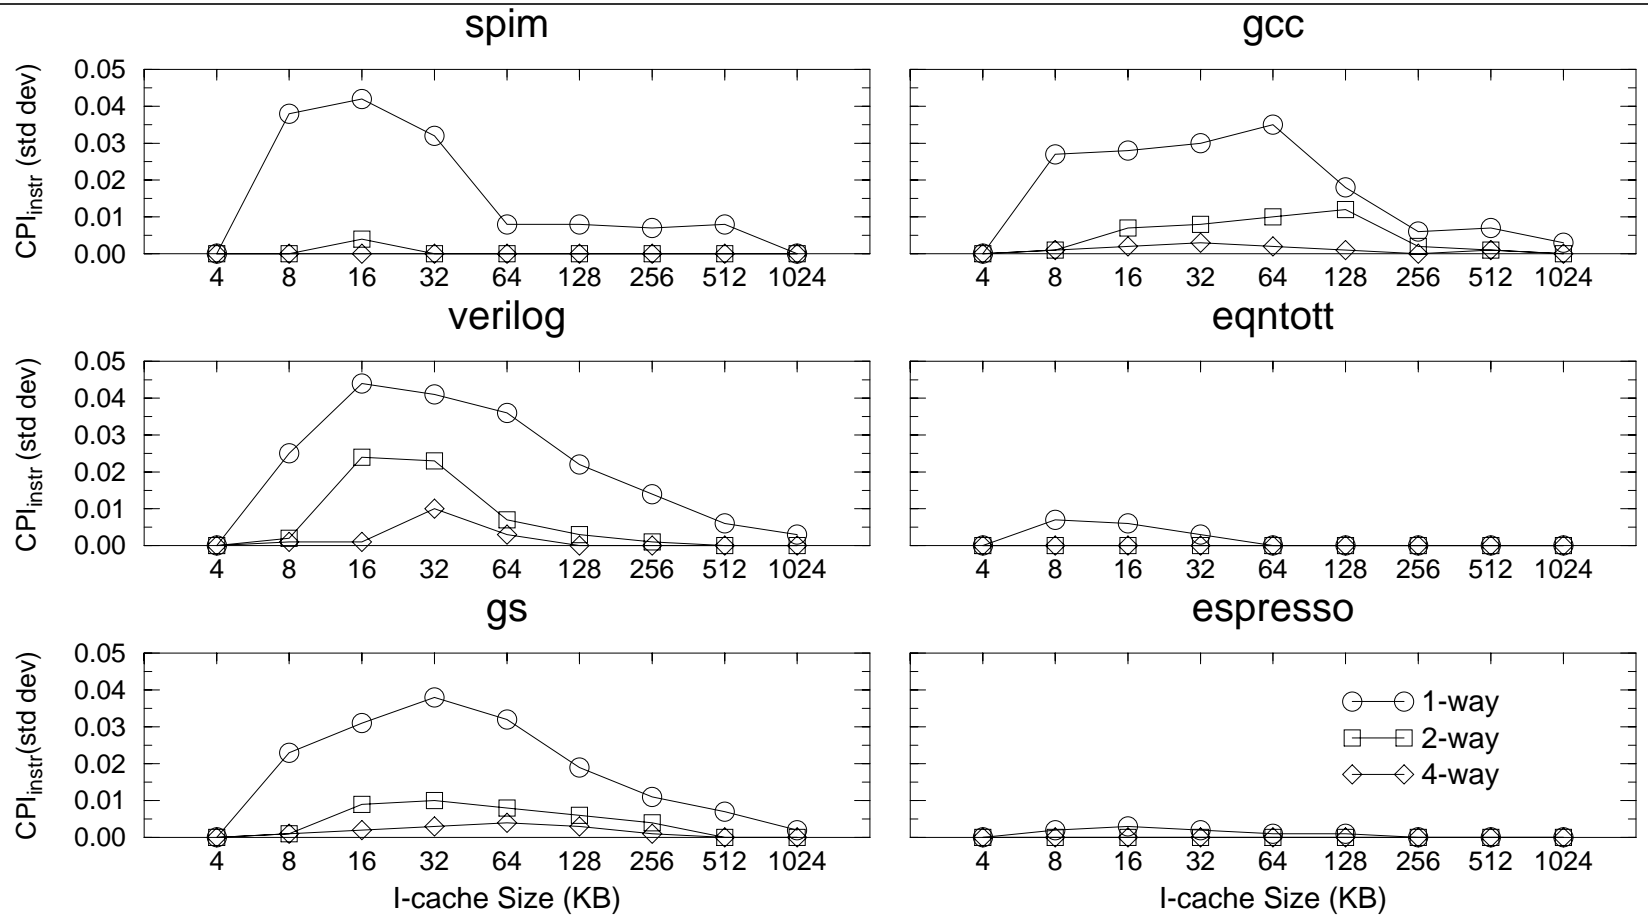 spim
CPIinstr (std dev)
0.05
0.04
0.03
0.02
0.01
0.00
4 8 16 32 64 128 256 512 1024
gcc
4 8 16 32 64 128 256 512 1024
verilog
CPIinstr (std dev)
0.05
0.04
0.03
0.02
0.01
0.00
4 8 16 32 64 128 256 512 1024
eqntott
4 8 16 32 64 128 256 512 1024
gs
CPIinstr(std dev)
0.05
0.04
0.03
0.02
0.01
0.00
4 8 16 32 64 128 256 512 1024
I-cache Size (KB)
espresso
1-way
2-way
4-way
4 8 16 32 64 128 256 512 1024
I-cache Size (KB)